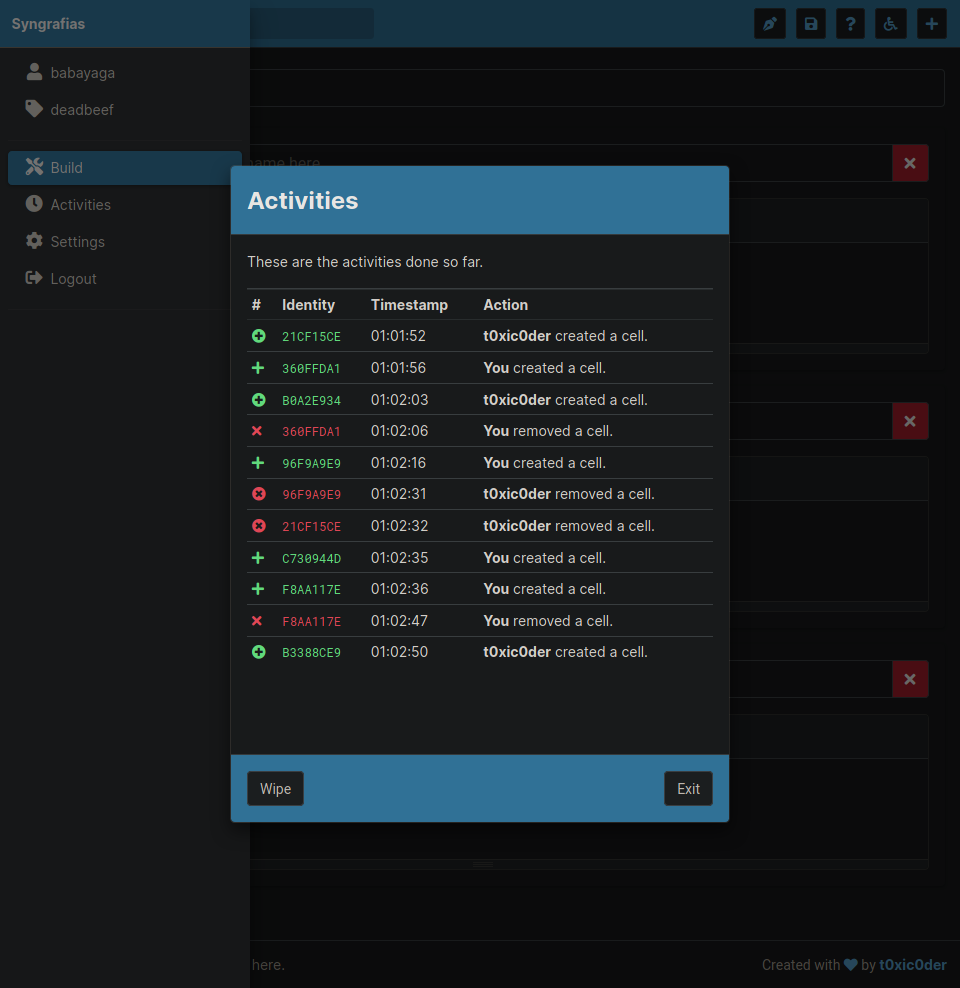 Syngrafias
babayaga
deadbeef
Build
Activities
Settings
Logout
name here
Activities
These are the activities done so far.
# Identity Timestamp Action
21CF15CE 01:01:52 t0xic0der created a cell.
360FFDA1 01:01:56 You created a cell.
B0A2E934 01:02:03 t0xic0der created a cell.
360FFDA1 01:02:06 You removed a cell.
96F9A9E9 01:02:16 You created a cell.
96F9A9E9 01:02:31 t0xic0der removed a cell.
21CF15CE 01:02:32 t0xic0der removed a cell.
C730944D 01:02:35 You created a cell.
F8AA117E 01:02:36 You created a cell.
F8AA117E 01:02:47 You removed a cell.
B3388CE9 01:02:50 t0xic0der created a cell.
Wipe Exit
here. Created with by t0xic0der